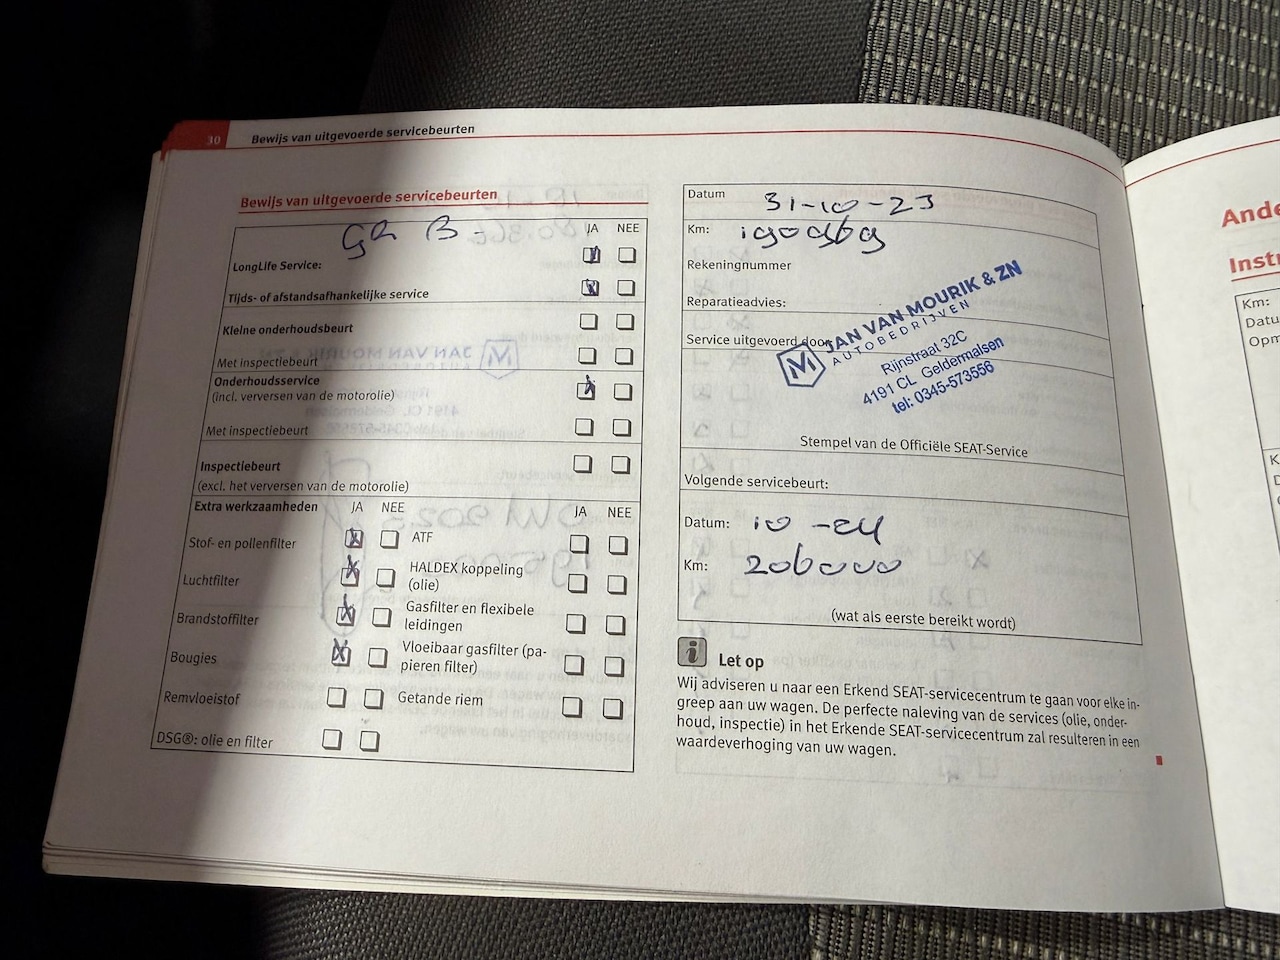 30 Bewijs van uitgevoerde servicebeurten
Bewijs van uitgevoerde servicebeurten
GR B -
JA NEE
LongLife Service:
Tijds- of afstandsafhankelijke service
Kleine onderhoudsbeurt
Met inspectiebeurt
Onderhoudsservice
(incl. verversen van de motorolie)
Met inspectiebeurt
Inspectiebeurt
(excl. het verversen van de motorolie)
Extra werkzaamheden JA NEE JA NEE
Stof- en pollenfilter ATF
Luchtfilter HALDEX koppeling
(olie)
Brandstoffilter Gasfilter en flexibele
leidingen
Bougies Vloeibaar gasfilter (pa-
pieren filter)
Remvloeistof Getande riem
DSG®: olie en filter
Datum 31-10-23
Km:
Rekeningnummer
Reparatieadvies:
Service uitgevoerd door
M JAN VAN MOURIK & ZN
AUTOBEDRIJVEN
Rijnstraat 32C
4191 CL Geldermalsen
tel: 0345-573556
Stempel van de Officiële SEAT-Service
Volgende servicebeurt:
Datum: 10 -24
Km: 206000
(wat als eerste bereikt wordt)
i Let op
Wij adviseren u naar een Erkend SEAT-servicecentrum te gaan voor elke in-
greep aan uw wagen. De perfecte naleving van de services (olie, onder-
houd, inspectie) in het Erkende SEAT-servicecentrum zal resulteren in een
waardeverhoging van uw wagen.
Ande
Instr
Km:
Datu
Opm
K
D